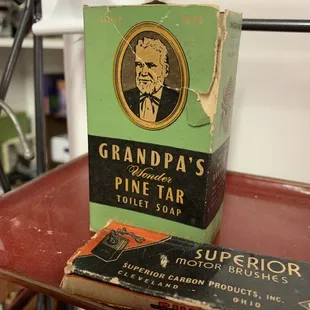 GRANDPA'S
Wonder
PINE TAR
TOILET SOAP
SUPERIOR
MOTOR BRUSHES
SUPERIOR CARBON PRODUCTS, INC.
CLEVELAND OHIO